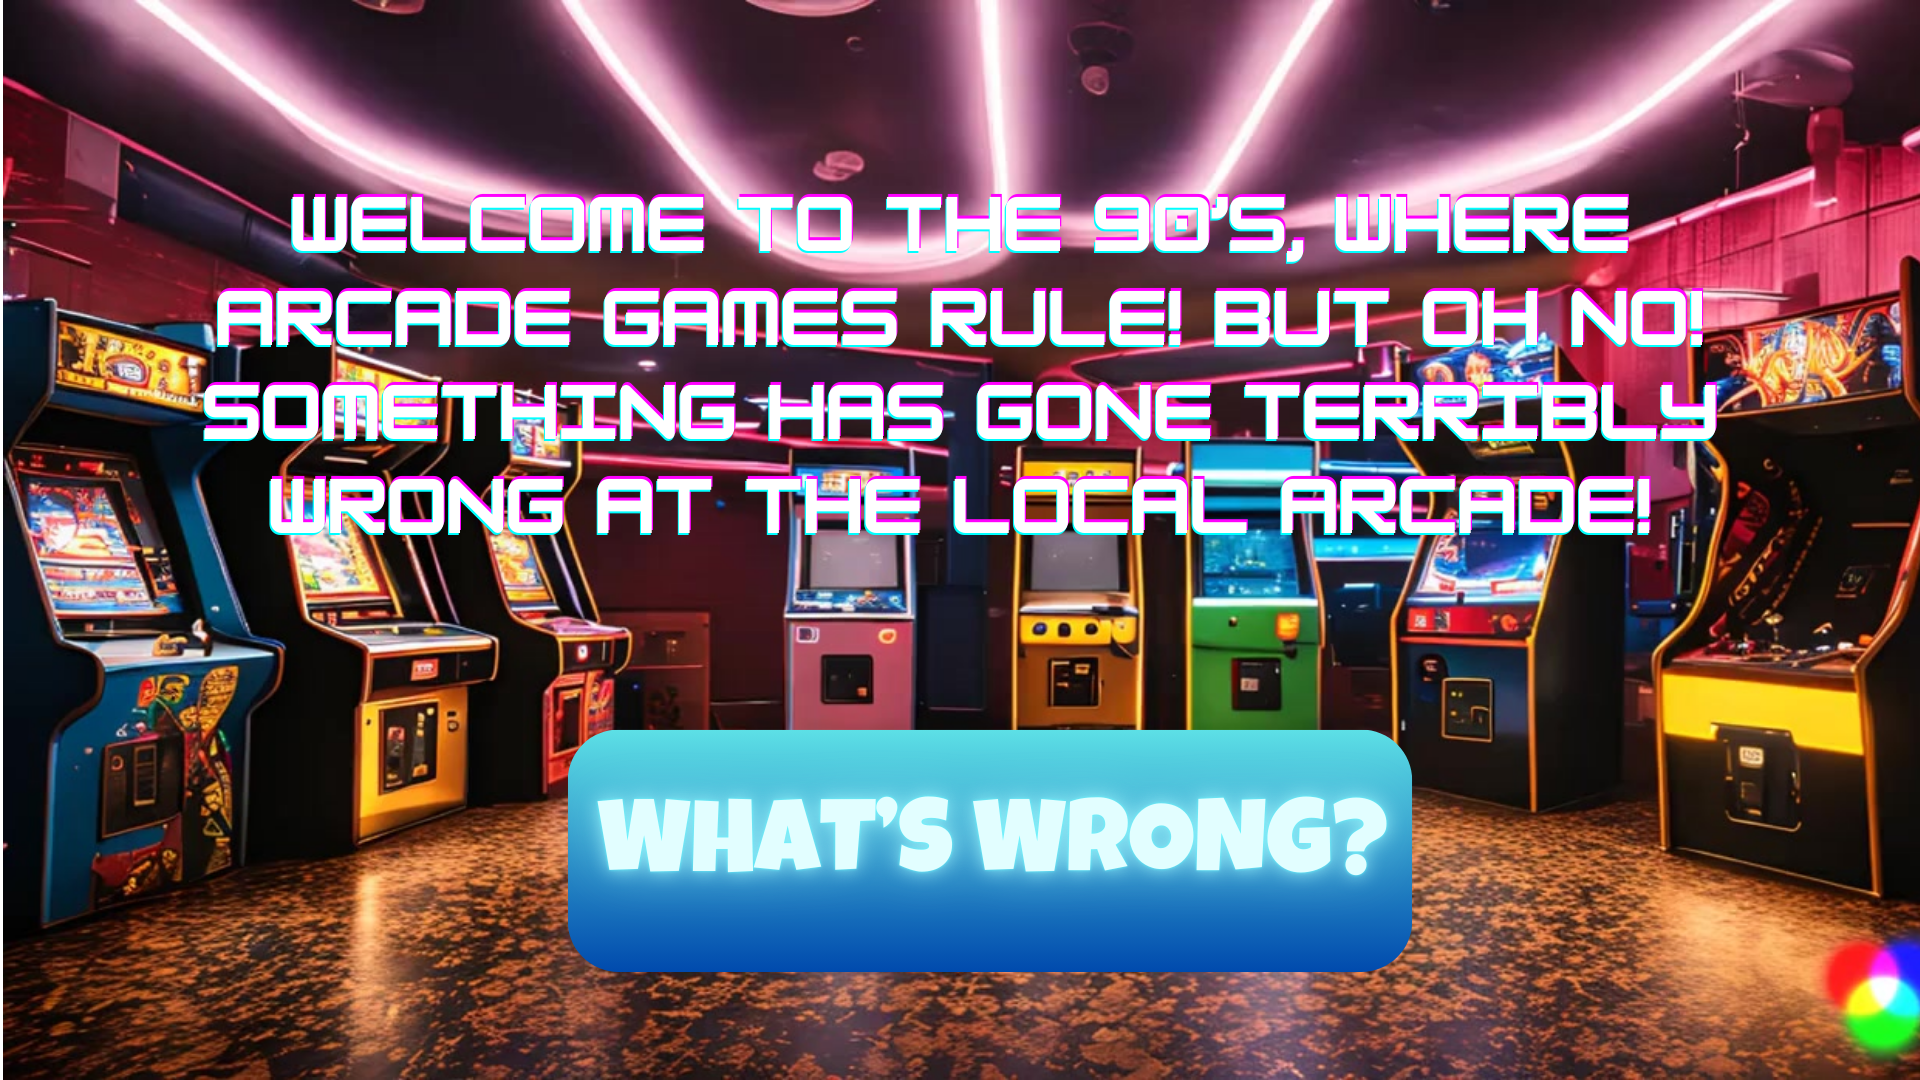 WELCOME TO THE 90'S, WHERE
ARCADE GAMES RULE! BUT OH NO!
SOMETHING HAS GONE TERRIBLY
WRONG AT THE LOCAL ARCADE!
WHAT'S WRONG?